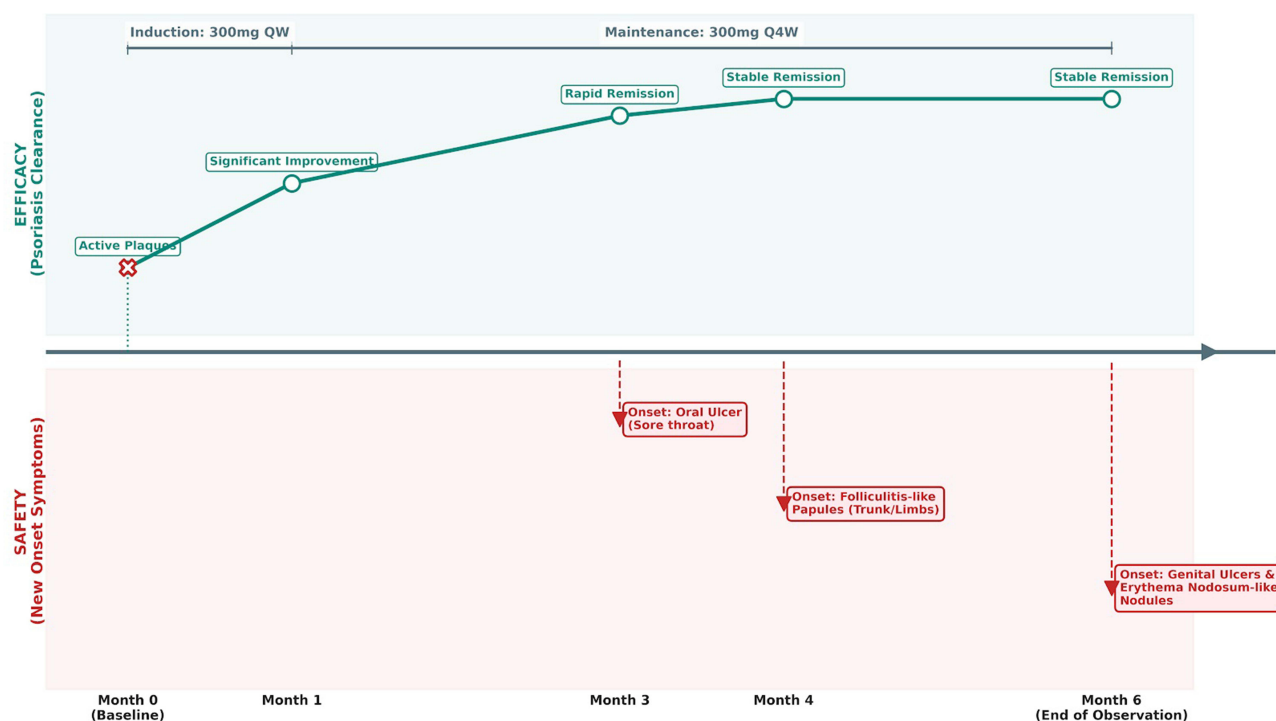 Induction: 300mg QW
Maintenance: 300mg Q4W
EFFICACY
(Psoriasis Clearance)
Active Plaques
Significant Improvement
Rapid Remission
Stable Remission
Stable Remission
SAFETY
(New Onset Symptoms)
Onset: Oral Ulcer
(Sore throat)
Onset: Folliculitis-like
Papules (Trunk/Limbs)
Onset: Genital Ulcers &
Erythema Nodosum-like
Nodules
Month 0
(Baseline)
Month 1
Month 3
Month 4
Month 6
(End of Observation)